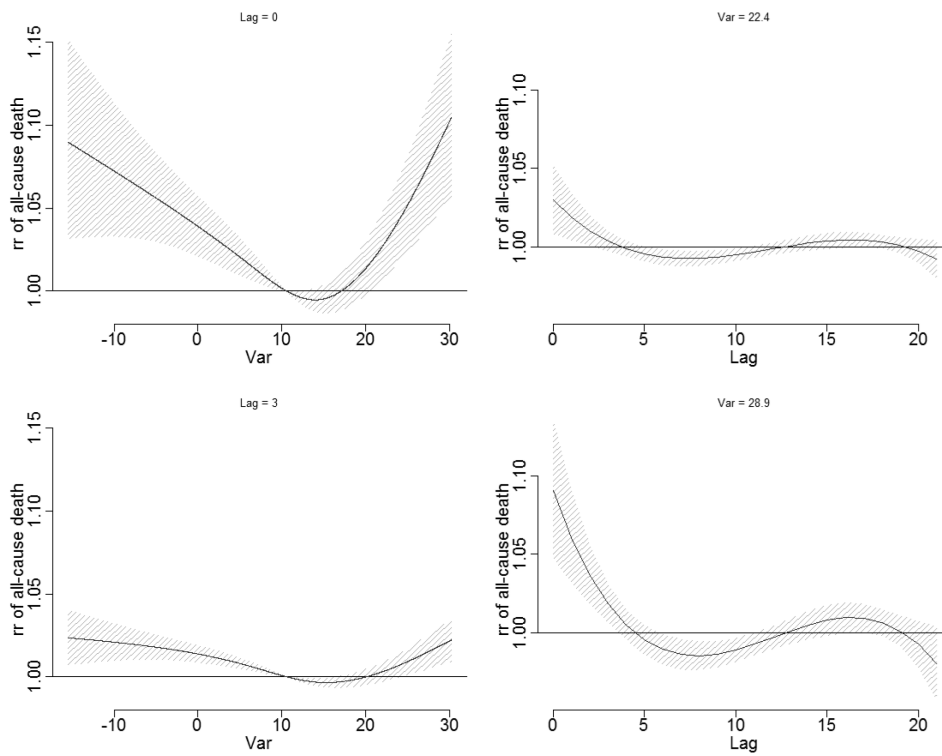 Lag = 0
rr of all-cause death
1.00 1.05 1.10 1.15
-10 0 10 20 30
Var
Var = 22.4
rr of all-cause death
1.00 1.05 1.10
0 5 10 15 20
Lag
Lag = 3
rr of all-cause death
1.00 1.05 1.10 1.15
-10 0 10 20 30
Var
Var = 28.9
rr of all-cause death
1.00 1.05 1.10
0 5 10 15 20
Lag